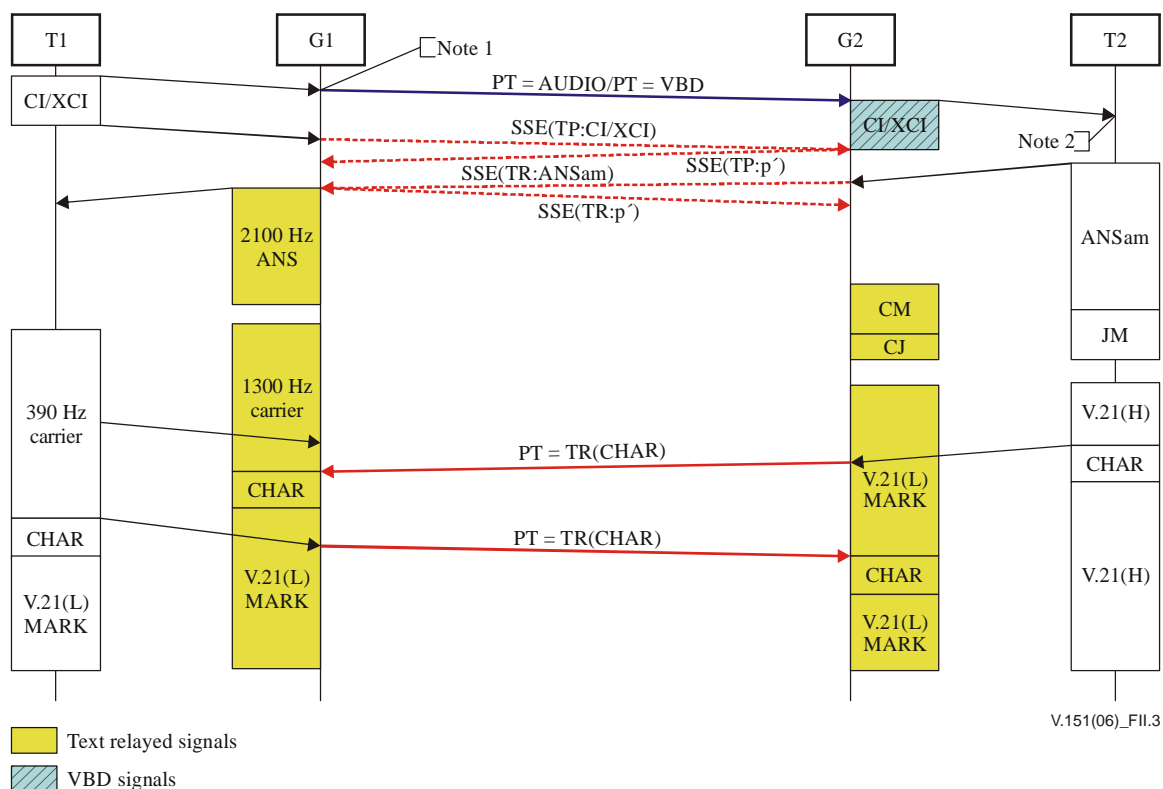 T1
G1
G2
T2
Note 1
PT = AUDIO/PT = VBD
CI/XCI
CI/XCI
SSE(TP:CI/XCI)
Note 2
SSE(TP:p´)
SSE(TR:ANSam)
SSE(TR:p´)
2100 Hz
ANS
ANSam
CM
JM
CJ
1300 Hz
carrier
390 Hz
carrier
V.21(H)
PT = TR(CHAR)
CHAR
V.21(L)
MARK
CHAR
CHAR
PT = TR(CHAR)
V.21(L)
MARK
CHAR
V.21(H)
V.21(L)
MARK
V.21(L)
MARK
V.151(06)_FII.3
Text relayed signals
VBD signals